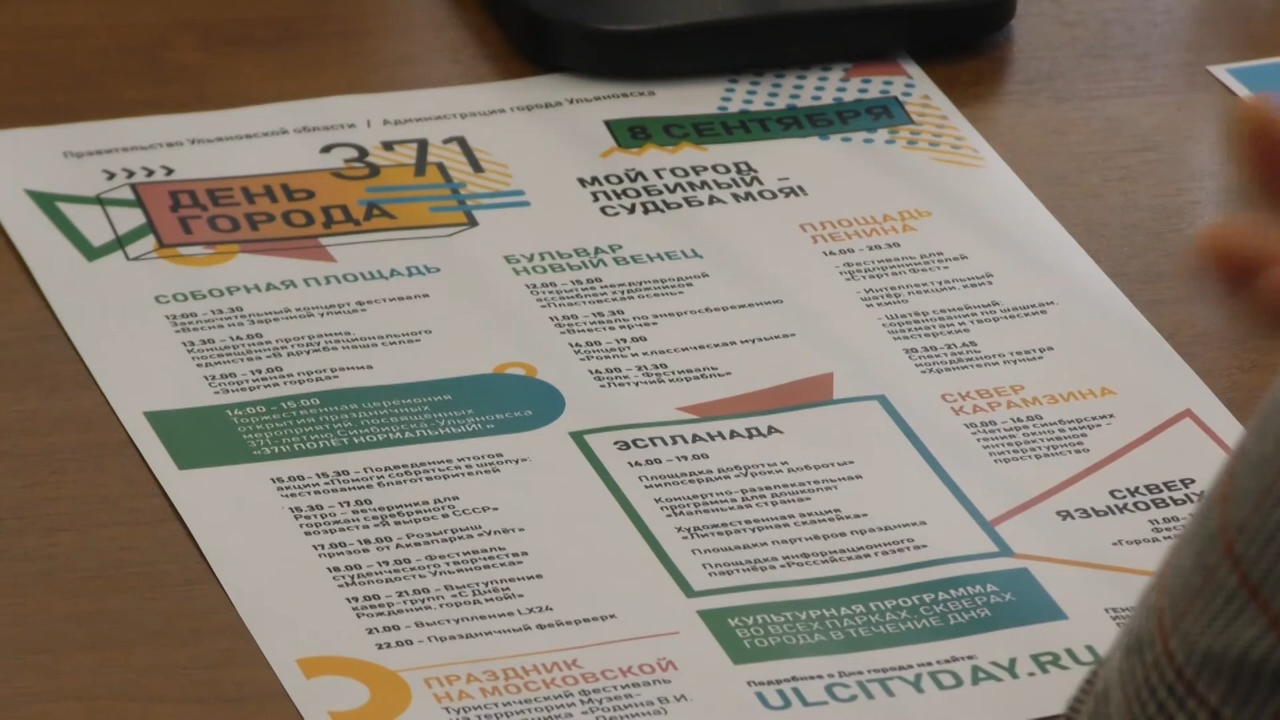 Правительство Ульяновской области | Администрация города Ульяновска
371
ДЕНЬ
ГОРОДА
8 СЕНТЯБРЯ
МОЙ ГОРОД
ЛЮБИМЫЙ –
СУДЬБА МОЯ!
СОБОРНАЯ ПЛОЩАДЬ
12:00 – 13.30
Заключительный концерт фестиваля
«Весна на Заречной улице»
13.30 – 14.00
Концертная программа,
посвящённая году национального
единства «В дружбе наша сила»
12.00 – 19.00
Спортивная программа
«Энергия города»
14:00 – 15:00
Торжественная церемония
открытия праздничных
мероприятий, посвящённых
371-летию Симбирска-Ульяновска
«371! ПОЛЕТ НОРМАЛЬНЫЙ!»
15.00 – 15.30 – Подведение итогов
акции «Помоги собраться в школу»:
чествование благотворителей
15.30 – 17.00
Ретро – вечеринка для
горожан серебряного
возраста «Я вырос в СССР»
17.00–18.00 – Розыгрыш
призов от Аквапарка «Улёт»
18.00 – 19.00 – Фестиваль
студенческого творчества
«Молодость Ульяновска»
19.00 – 21.00 – Выступление
кавер-групп «С Днём
Рождения, город мой!»
21.00 – Выступление LX24
22.00 – Праздничный фейерверк
ПРАЗДНИК
НА МОСКОВСКОЙ
Туристический фестиваль
на территории Музея-
«Родина В.И.
Ленина)
БУЛЬВАР
НОВЫЙ ВЕНЕЦ
12.00 – 15.00
Открытие международной
ассамблеи художников
«Пластовская осень»
11.00 – 15.30
Фестиваль по энергосбережению
«Вместе ярче»
14.00 – 19.00
Концерт
«Рояль и классическая музыка»
14.00 – 21.30
Фолк – Фестиваль
«Летучий корабль»
ЭСПЛАНАДА
14.00 – 19.00
Площадка доброты и
милосердия «Уроки доброты»
Концертно-развлекательная
программа для дошколят
«Маленькая страна»
Художественная акция
«Литературная скамейка»
Площадки партнёров праздника
Площадка информационного
партнёра «Российская газета»
КУЛЬТУРНАЯ ПРОГРАММА
ВО ВСЕХ ПАРКАХ, СКВЕРАХ
ГОРОДА В ТЕЧЕНИЕ ДНЯ
Подробнее о Дне города на сайте:
ULCITYDAY.RU
ПЛОЩАДЬ
ЛЕНИНА
14.00 – 20.30
– Фестиваль для
предпринимателей
«Стартап Фест»
– Интеллектуальный
шатёр: лекции, квиз
и кино
– Шатёр семейный:
соревнования по шашкам,
шахматам и творческие
мастерские
20.30–21.45
Спектакль
молодёжного театра
«Хранители луны»
СКВЕР
КАРАМЗИНА
10.00 – 16.00
«Четыре симбирских
гения: окно в мир» –
интерактивное
литературное
пространство
СКВЕР
ЯЗЫКОВЫХ
11.00–
Фест
«Город м